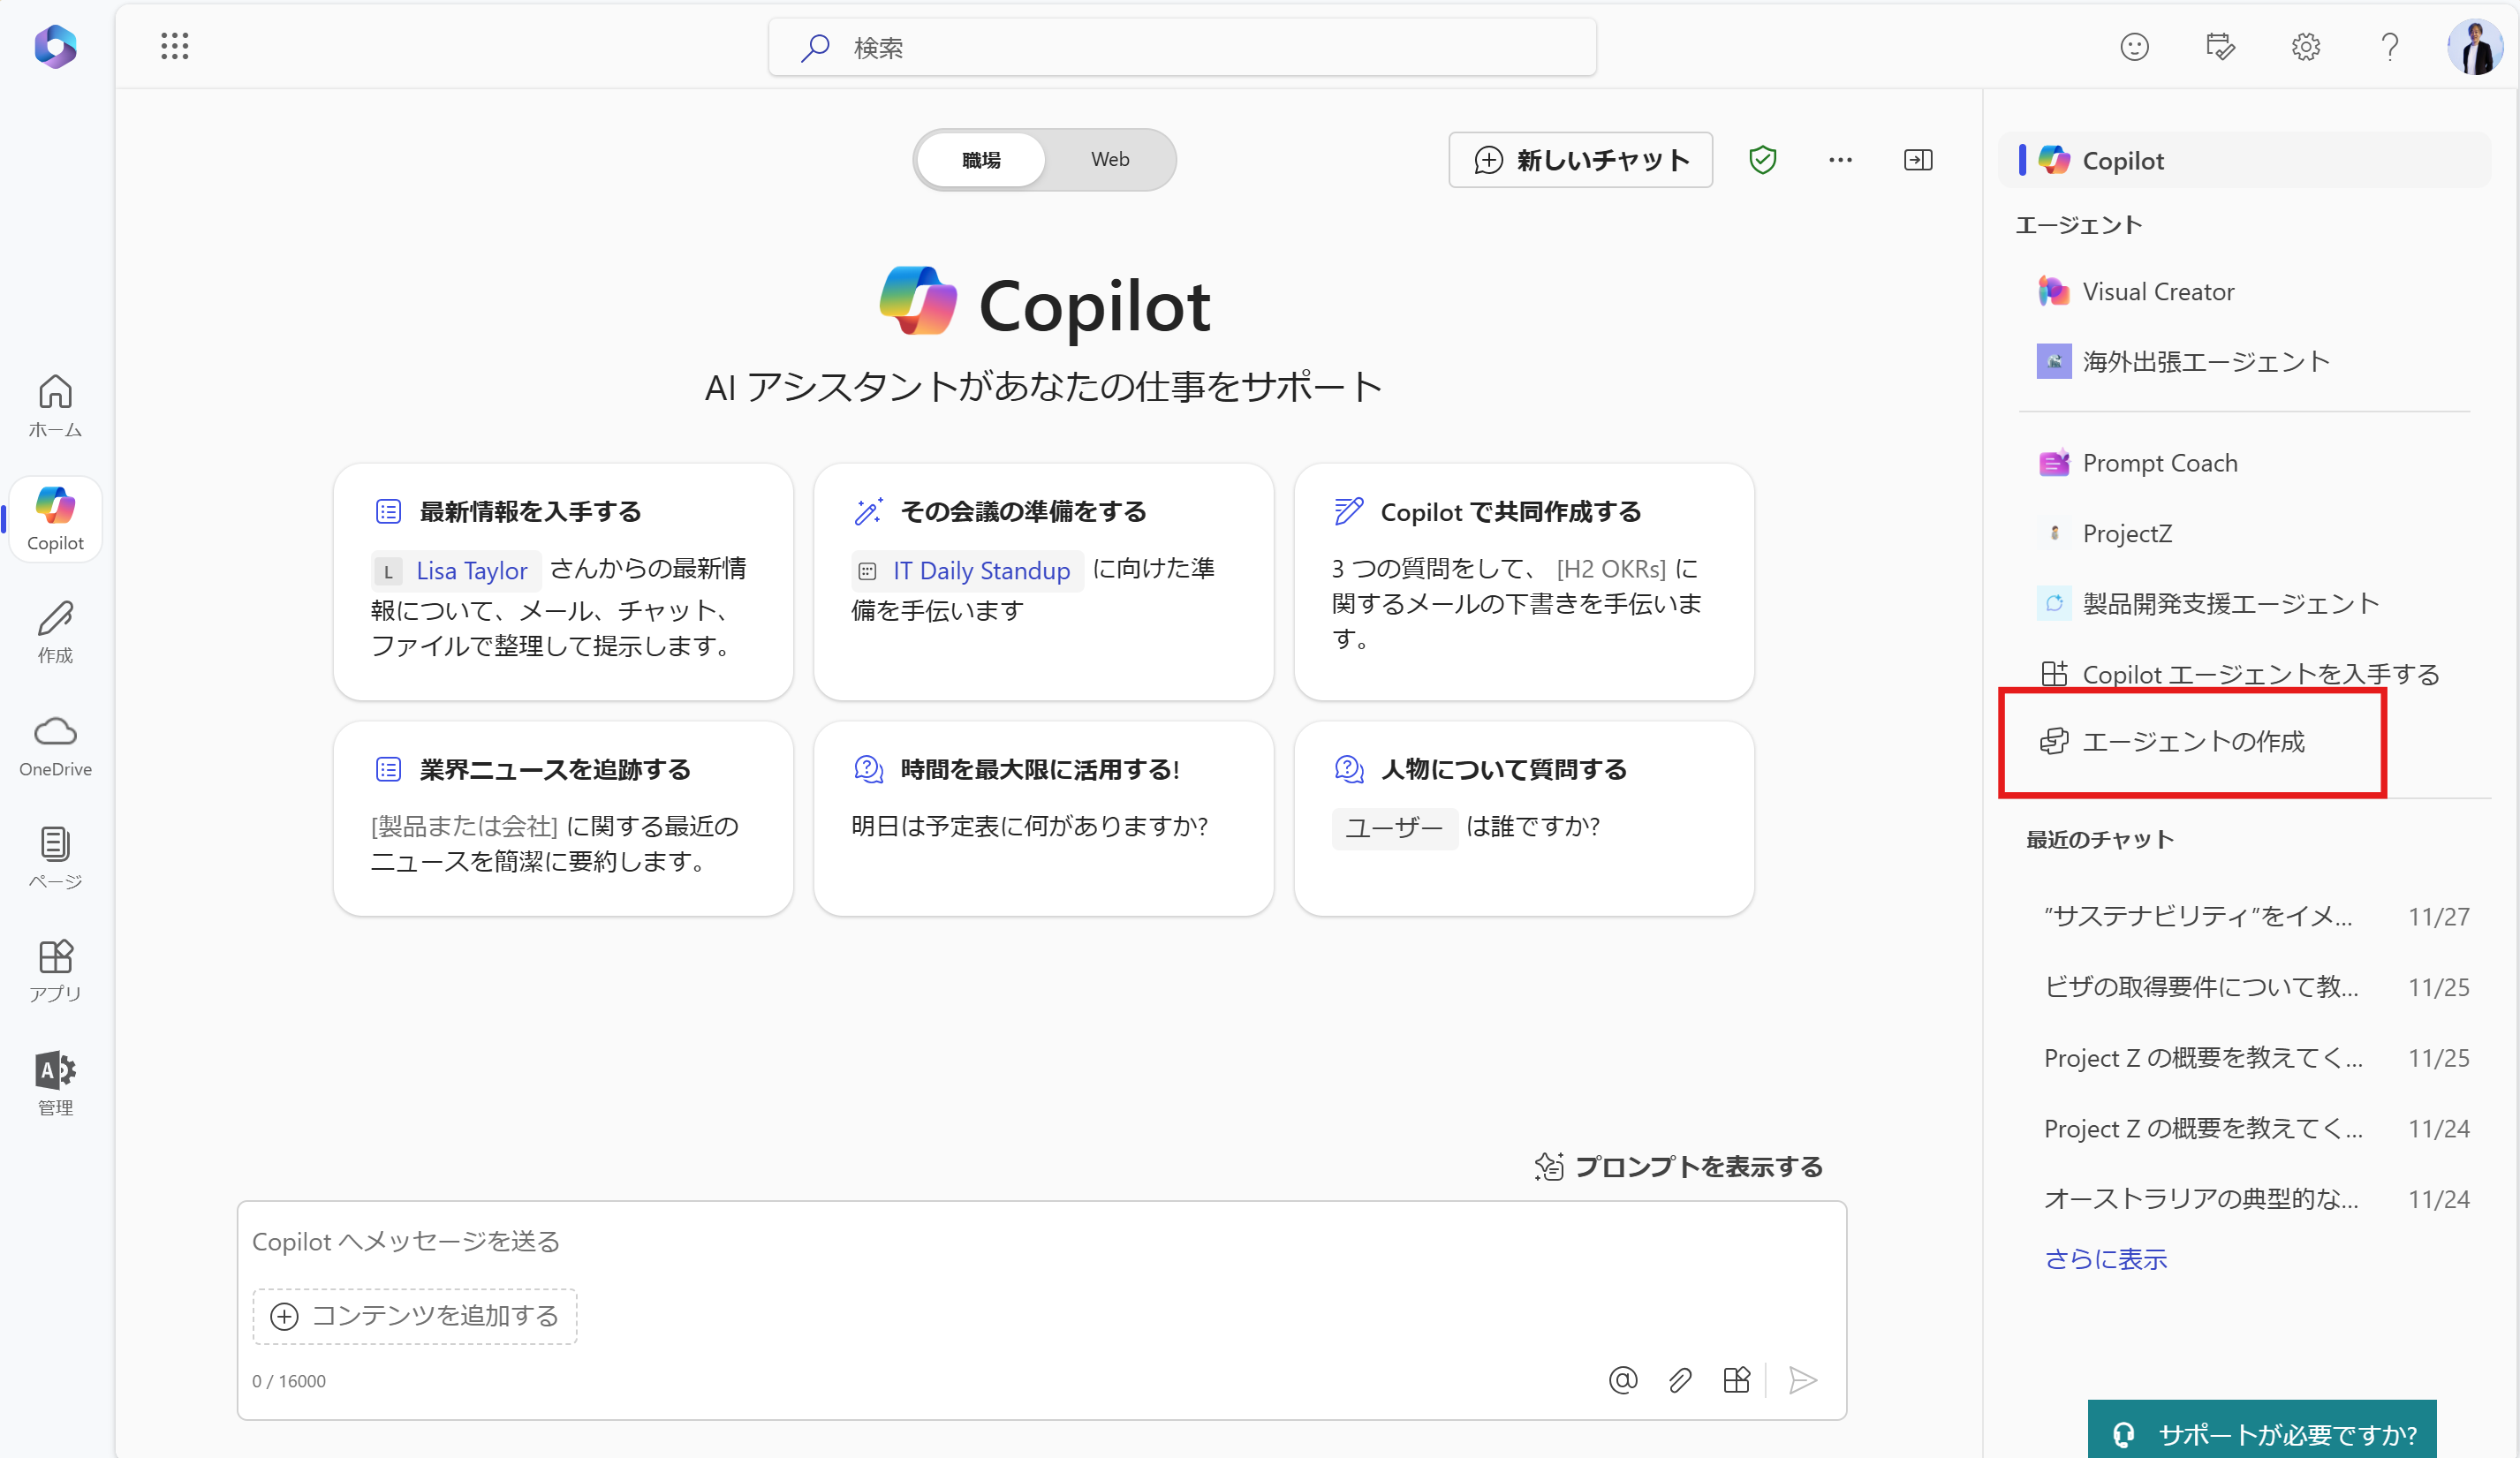 検索
ホーム
Copilot
作成
OneDrive
ページ
アプリ
A
管理
職場
Web
新しいチャット
Copilot
AI アシスタントがあなたの仕事をサポート
最新情報を入手する
L Lisa Taylor さんからの最新情
報について、メール、チャット、
ファイルで整理して提示します。
その会議の準備をする
IT Daily Standup に向けた準
備を手伝います
Copilot で共同作成する
3 つの質問をして、 [H2 OKRs] に
関するメールの下書きを手伝いま
す。
業界ニュースを追跡する
[製品または会社] に関する最近の
ニュースを簡潔に要約します。
時間を最大限に活用する!
明日は予定表に何がありますか?
人物について質問する
ユーザー は誰ですか?
プロンプトを表示する
Copilot へメッセージを送る
コンテンツを追加する
0 / 16000
Copilot
エージェント
Visual Creator
海外出張エージェント
Prompt Coach
ProjectZ
製品開発支援エージェント
Copilot エージェントを入手する
エージェントの作成
最近のチャット
”サステナビリティ”をイメ... 11/27
ビザの取得要件について教... 11/25
Project Z の概要を教えてく... 11/25
Project Z の概要を教えてく... 11/24
オーストラリアの典型的な... 11/24
さらに表示
サポートが必要ですか?